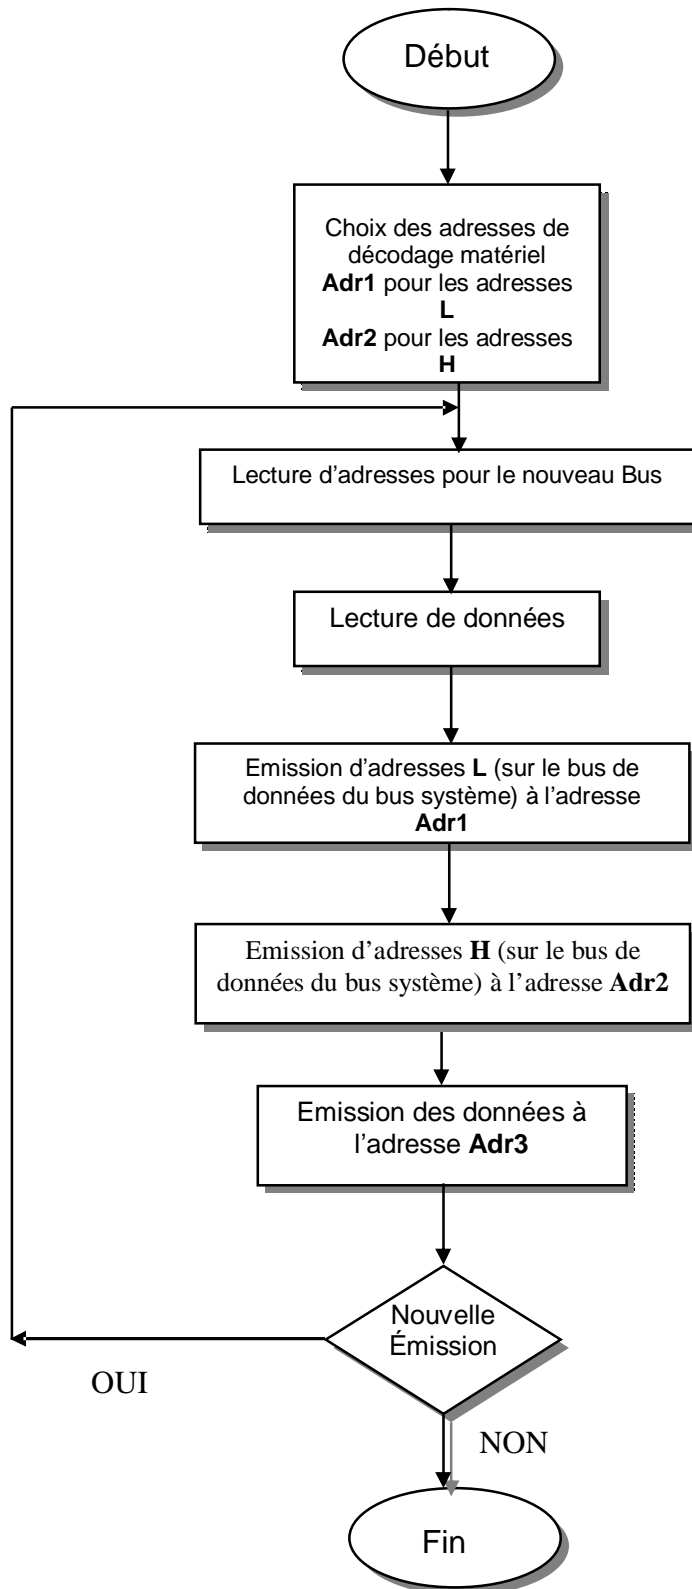 Début
Choix des adresses de
décodage matériel
Adr1 pour les adresses
L
Adr2 pour les adresses
H
Lecture d’adresses pour le nouveau Bus
Lecture de données
Emission d’adresses L (sur le bus de
données du bus système) à l’adresse
Adr1
Emission d’adresses H (sur le bus de
données du bus système) à l’adresse Adr2
Emission des données à
l’adresse Adr3
Nouvelle
Émission
OUI
NON
Fin